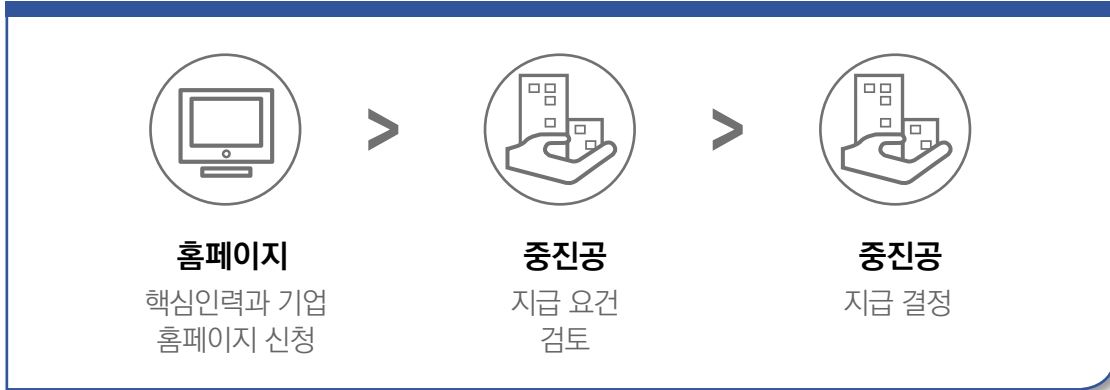 홈페이지
핵심인력과 기업
홈페이지 신청
>
중진공
지급 요건
검토
>
중진공
지급 결정